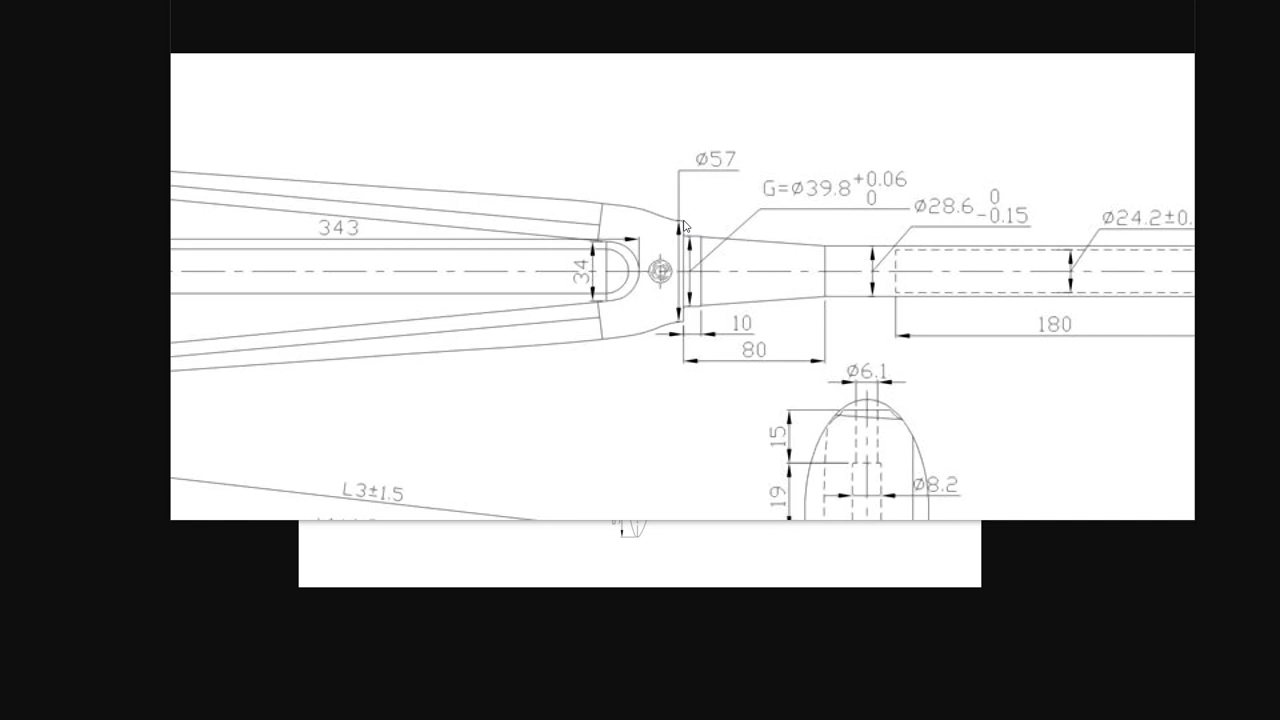 Ø57
G=Ø39.8 +0.06 0
Ø28.6 0 -0.15
Ø24.2±0.
343
34
10
80
180
Ø6.1
15
19
Ø8.2
L3±1.5